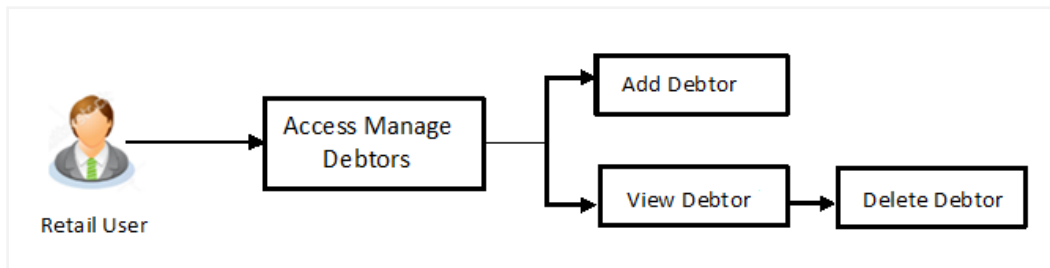 Add Debtor
Access Manage
Debtors
View Debtor
Delete Debtor
Retail User